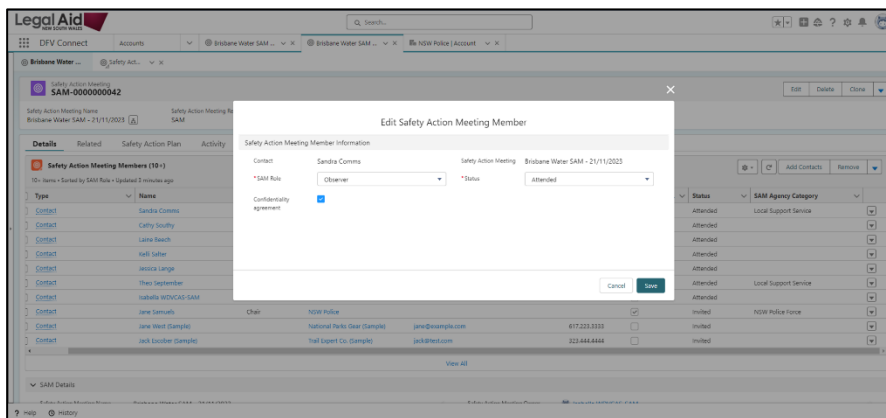 Legal Aid
NEW SOUTH WALES
Search...
DFV Connect
Accounts
Brisbane Water SAM ...
Brisbane Water SAM ...
NSW Police | Account
Brisbane Water ...
Safety Act...
Safety Action Meeting
SAM-0000000042
Edit
Delete
Clone
Safety Action Meeting Name
Safety Action Meeting Re
Brisbane Water SAM - 21/11/2023
SAM
Details
Related
Safety Action Plan
Activity
Safety Action Meeting Members (10+)
10+ items • Sorted by SAM Role • Updated 3 minutes ago
Add Contacts
Remove
Type
Name
Status
SAM Agency Category
Contact
Sandra Comms
Attended
Local Support Service
Contact
Cathy Southy
Attended
Contact
Laine Beech
Attended
Contact
Kelli Salter
Attended
Contact
Jessica Lange
Attended
Contact
Theo September
Attended
Local Support Service
Contact
Isabella WDVCAS-SAM
Attended
Contact
Jane Samuels
Chair
NSW Police
Invited
NSW Police Force
Contact
Jane Wert (Sample)
National Parks Gear (Sample)
jane@example.com
617.223.3333
Invited
Contact
Jack Escober (Sample)
Trail Expert Co. (Sample)
jack@test.com
323.444.4444
Invited
View All
SAM Details
Help
History
Edit Safety Action Meeting Member
Safety Action Meeting Member Information
Contact
Sandra Comms
Safety Action Meeting
Brisbane Water SAM - 21/11/2023
*SAM Role
Observer
*Status
Attended
Confidentiality
agreement
Cancel
Save